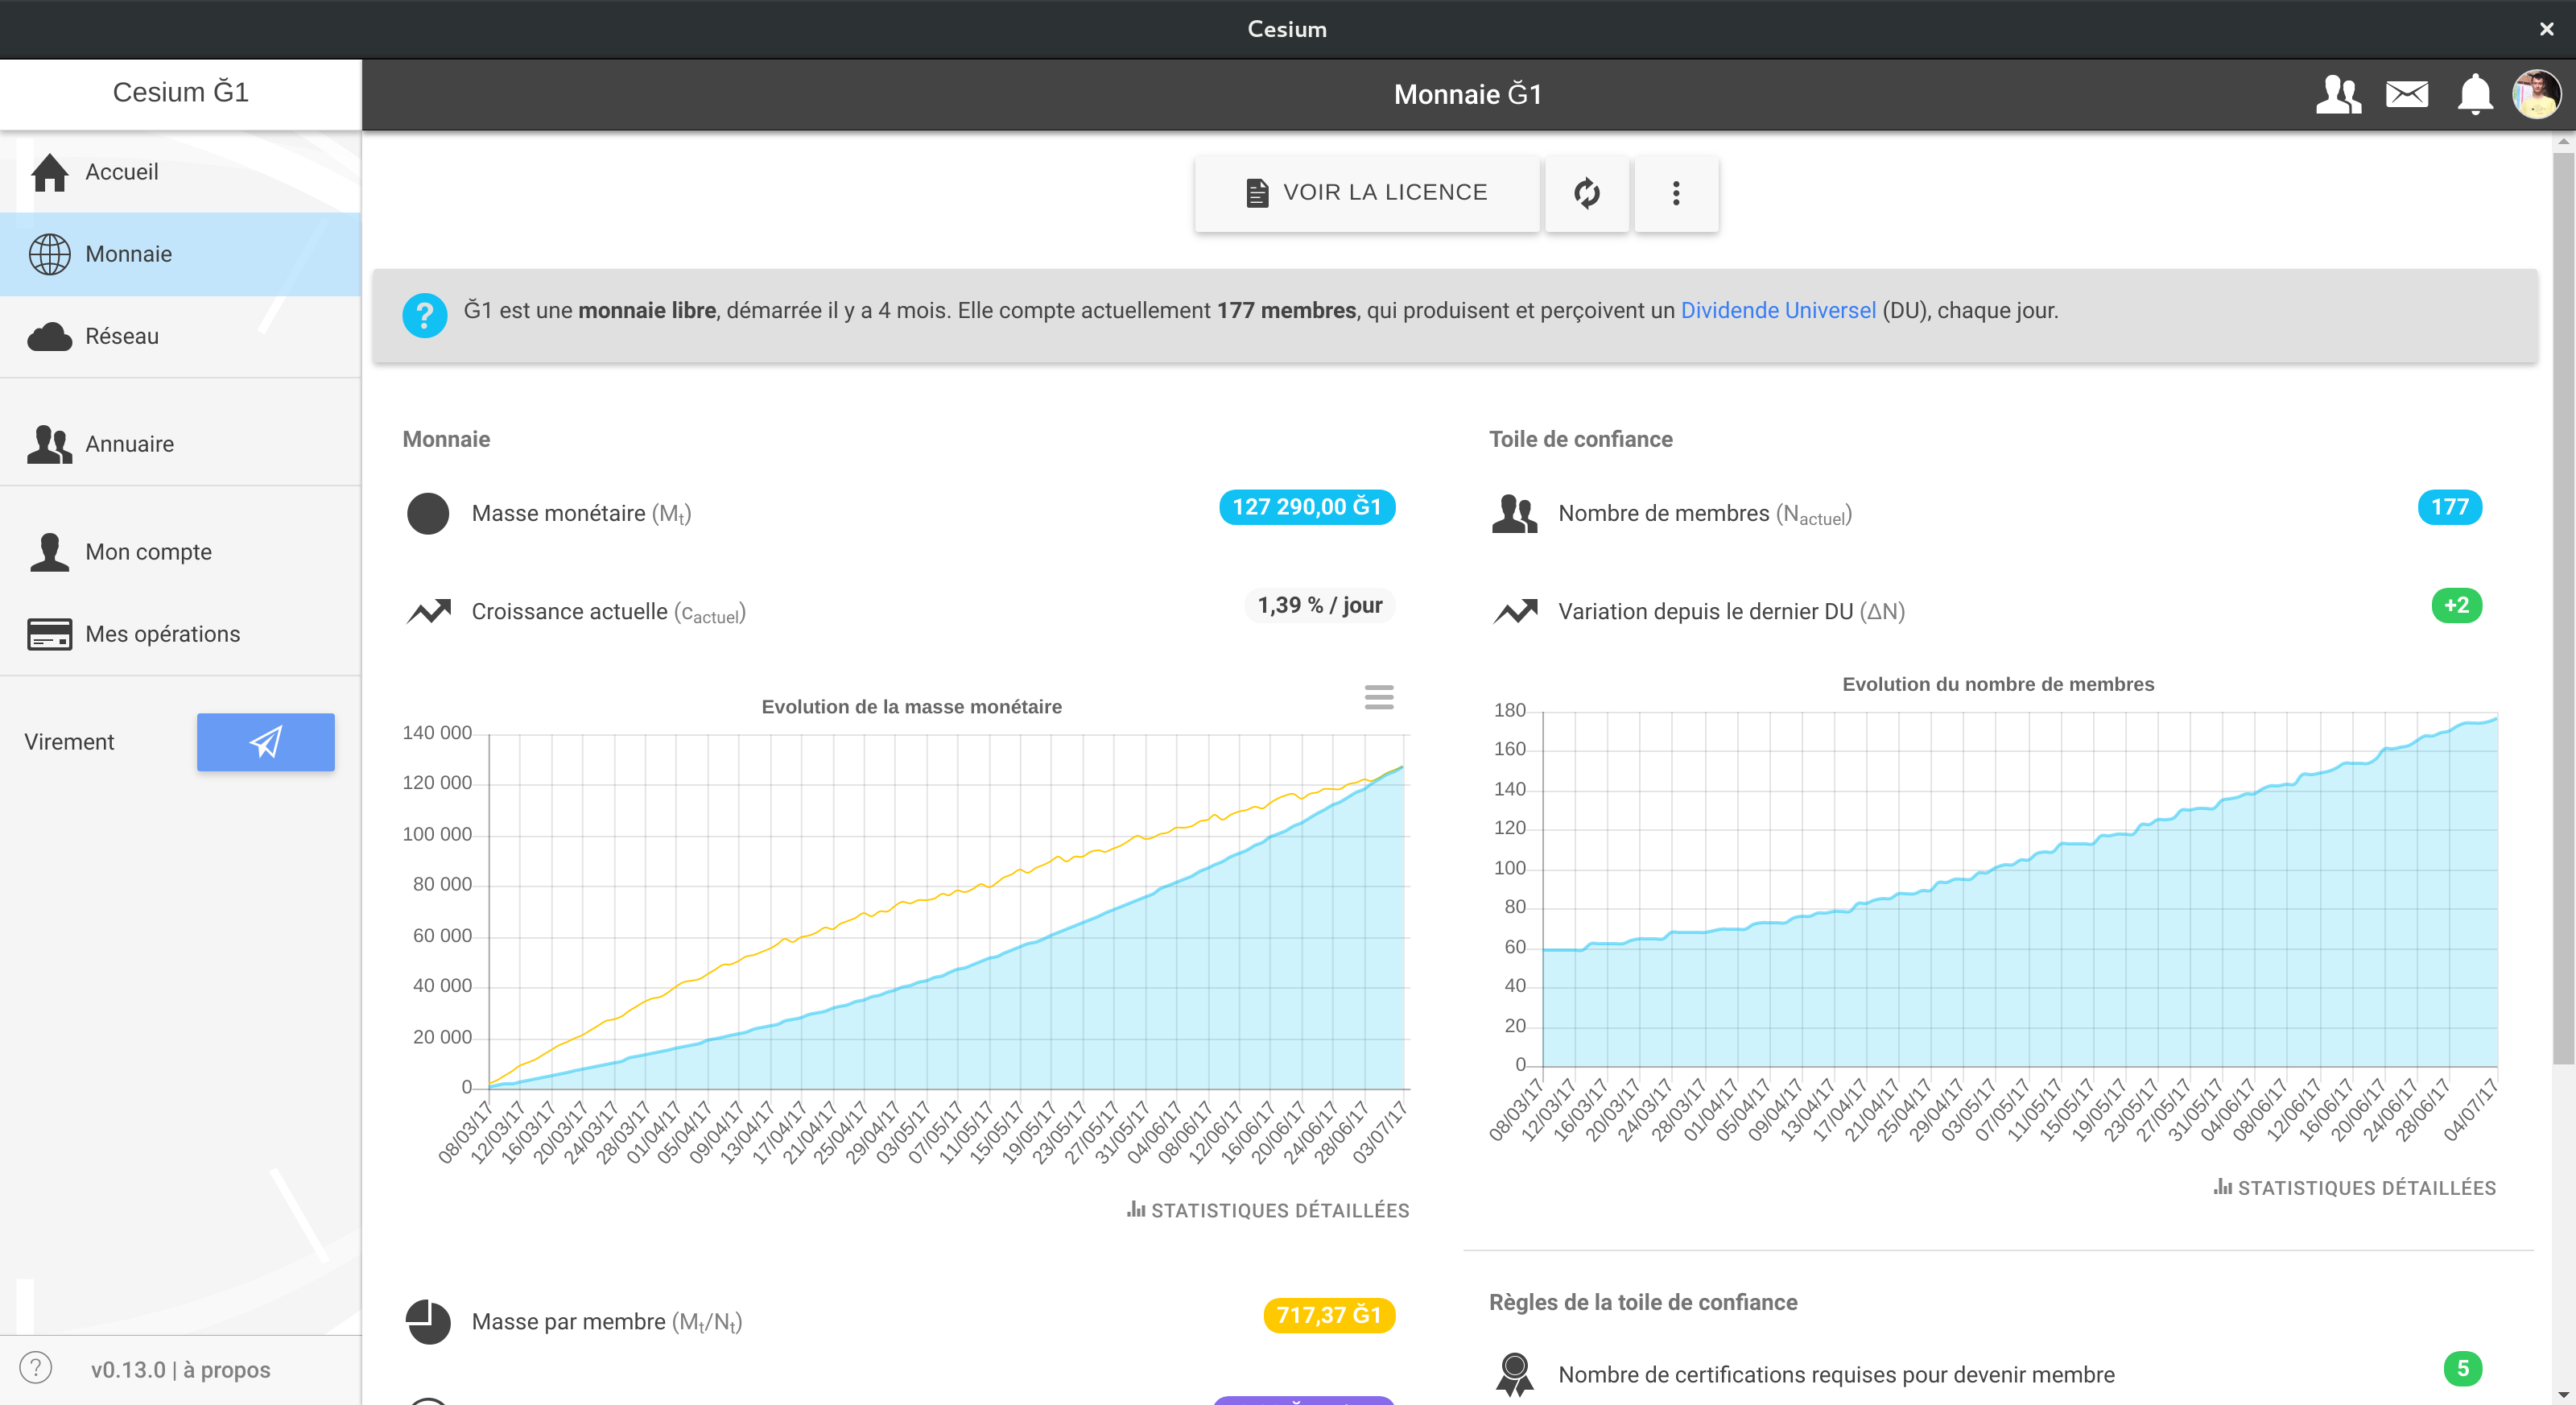 Cesium
Cesium Ğ1
Monnaie Ğ1
Accueil
Monnaie
Réseau
Annuaire
Mon compte
Mes opérations
Virement
v0.13.0 | à propos
VOIR LA LICENCE
Ğ1 est une monnaie libre, démarrée il y a 4 mois. Elle compte actuellement 177 membres, qui produisent et perçoivent un Dividende Universel (DU), chaque jour.
Monnaie
Masse monétaire (Mt) 127 290,00 Ğ1
Croissance actuelle (cactuel) 1,39 % / jour
Evolution de la masse monétaire
140 000
120 000
100 000
80 000
60 000
40 000
20 000
0
08/03/17 12/03/17 16/03/17 20/03/17 24/03/17 28/03/17 01/04/17 05/04/17 09/04/17 13/04/17 17/04/17 21/04/17 25/04/17 29/04/17 03/05/17 07/05/17 11/05/17 15/05/17 19/05/17 23/05/17 27/05/17 31/05/17 04/06/17 08/06/17 12/06/17 16/06/17 20/06/17 24/06/17 28/06/17 03/07/17
STATISTIQUES DÉTAILLÉES
Masse par membre (Mt/Nt) 717,37 Ğ1
Toile de confiance
Nombre de membres (Nactuel) 177
Variation depuis le dernier DU (ΔN) +2
Evolution du nombre de membres
180
160
140
120
100
80
60
40
20
0
08/03/17 12/03/17 16/03/17 20/03/17 24/03/17 28/03/17 01/04/17 05/04/17 09/04/17 13/04/17 17/04/17 21/04/17 25/04/17 29/04/17 03/05/17 07/05/17 11/05/17 15/05/17 19/05/17 23/05/17 27/05/17 31/05/17 04/06/17 08/06/17 12/06/17 16/06/17 20/06/17 24/06/17 28/06/17 04/07/17
STATISTIQUES DÉTAILLÉES
Règles de la toile de confiance
Nombre de certifications requises pour devenir membre 5